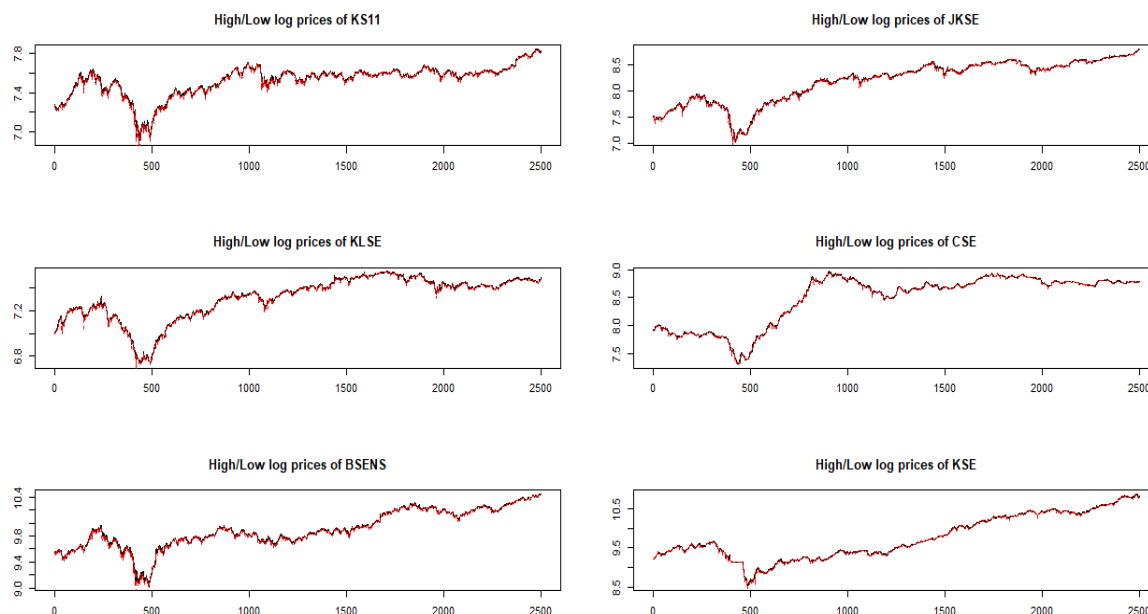 High/Low log prices of KS11
7.8
7.4
7.0
0 500 1000 1500 2000 2500
High/Low log prices of JKSE
8.5
8.0
7.5
7.0
0 500 1000 1500 2000 2500
High/Low log prices of KLSE
7.2
6.8
0 500 1000 1500 2000 2500
High/Low log prices of CSE
9.0
8.5
8.0
7.5
0 500 1000 1500 2000 2500
High/Low log prices of BSENS
10.4
9.8
9.4
9.0
0 500 1000 1500 2000 2500
High/Low log prices of KSE
10.5
9.5
8.5
0 500 1000 1500 2000 2500